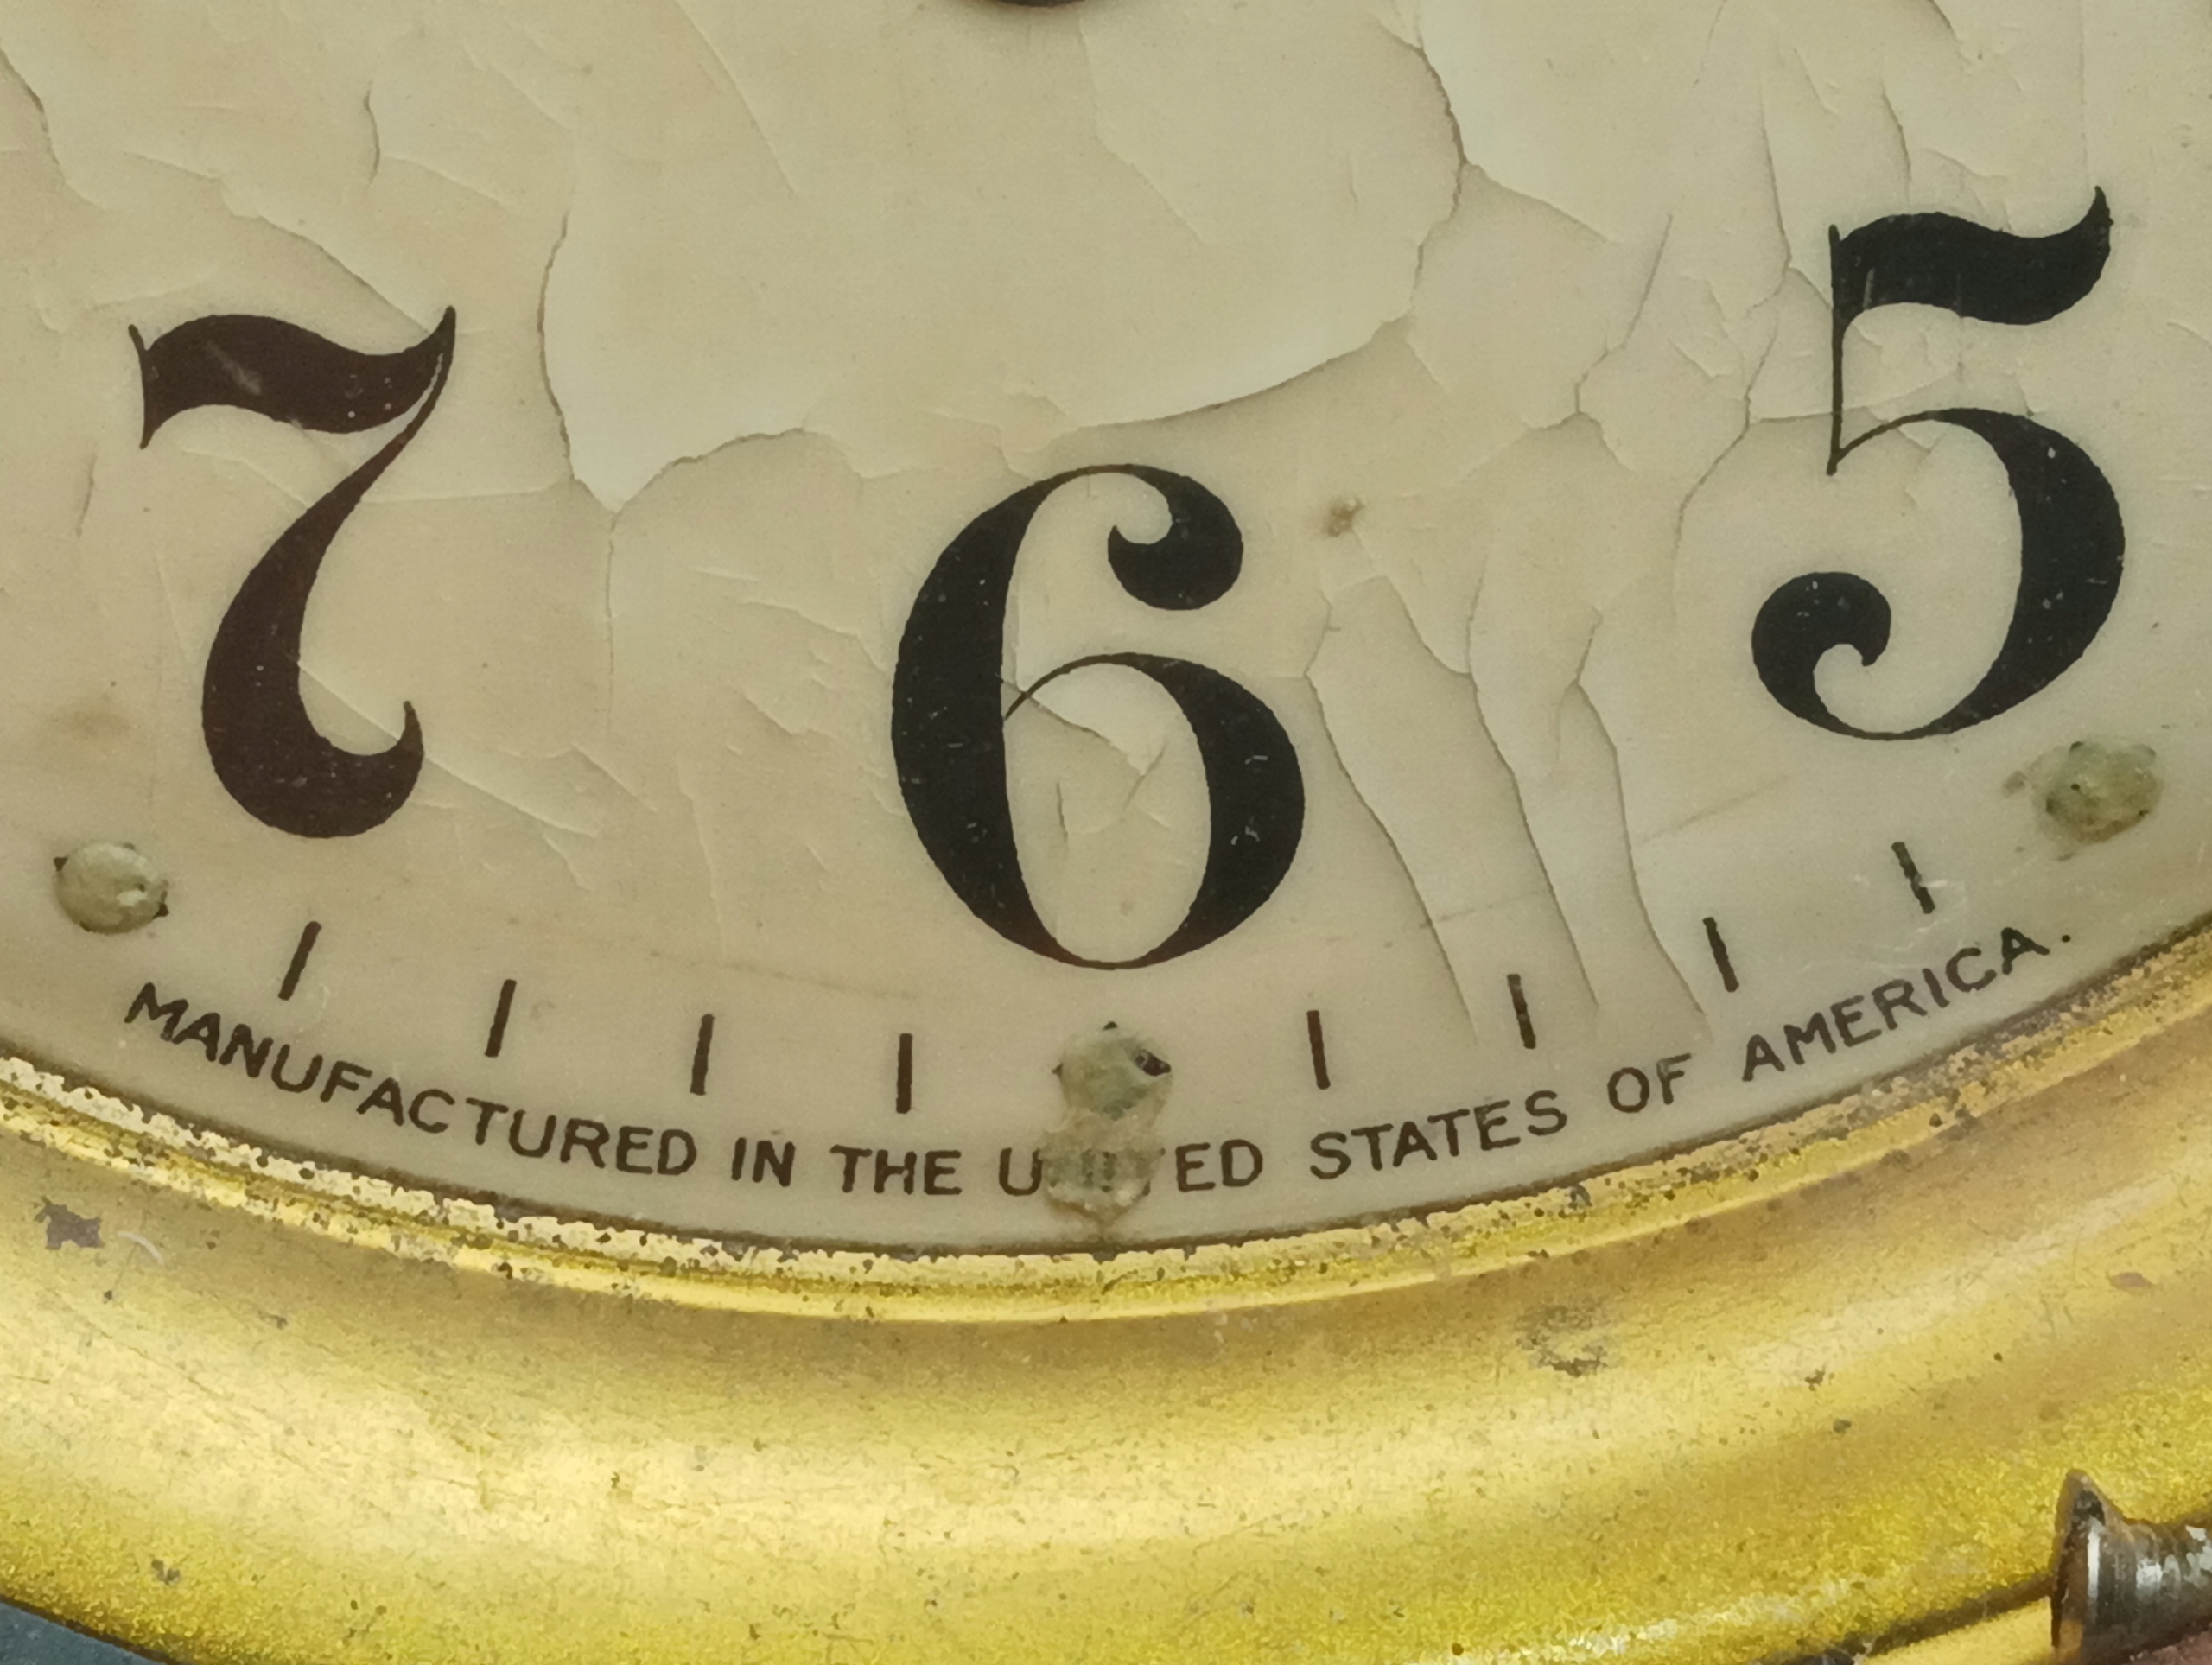 7 6 5
MANUFACTURED IN THE UNITED STATES OF AMERICA.